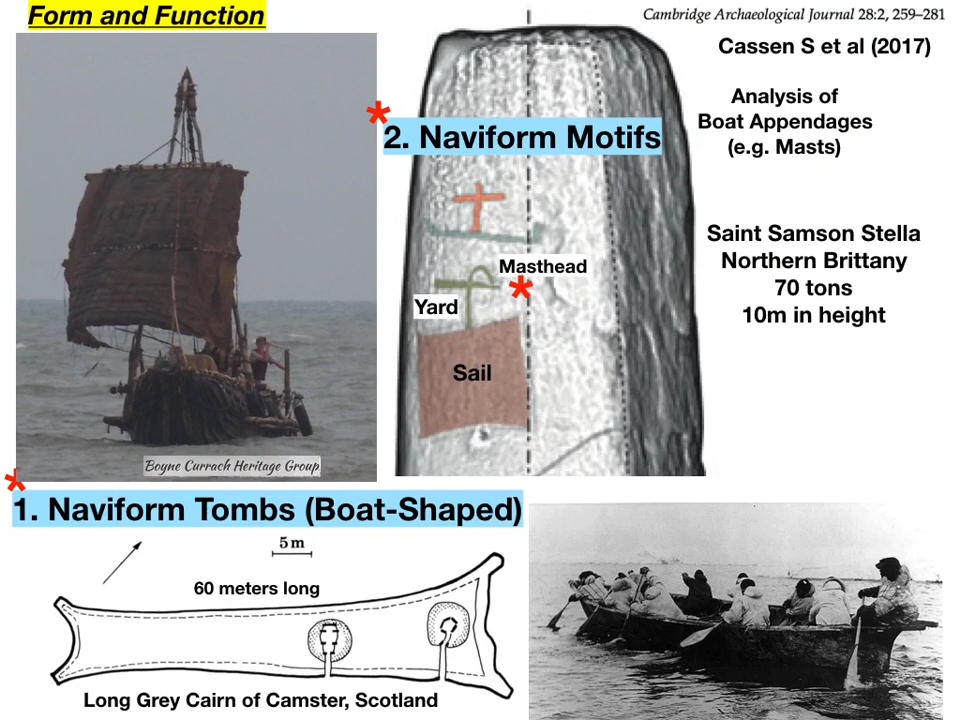 Form and Function
Cambridge Archaeological Journal 28:2, 259–281
Cassen S et al (2017)
Analysis of
Boat Appendages
(e.g. Masts)
2. Naviform Motifs
Saint Samson Stella
Northern Brittany
70 tons
10m in height
Masthead
Yard
Sail
Boyne Currach Heritage Group
1. Naviform Tombs (Boat-Shaped)
5 m
60 meters long
Long Grey Cairn of Camster, Scotland